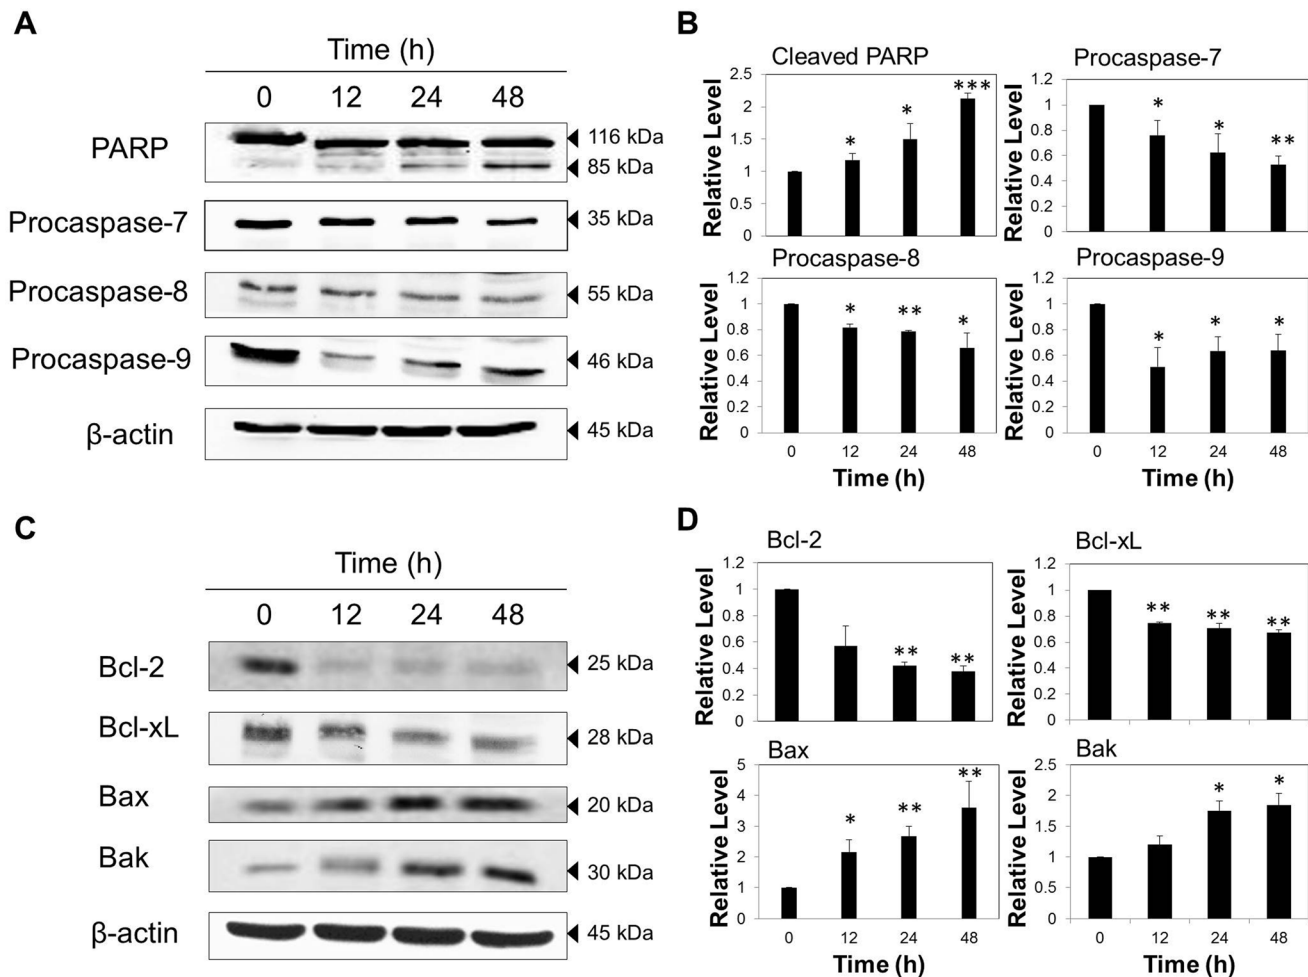 A
Time (h)
0 12 24 48
PARP
116 kDa
85 kDa
Procaspase-7
35 kDa
Procaspase-8
55 kDa
Procaspase-9
46 kDa
β-actin
45 kDa
B
Cleaved PARP
Relative Level
2.5
2
1.5
1
0.5
0
* * ***
Procaspase-7
Relative Level
1.2
1
0.8
0.6
0.4
0.2
0
* * **
Procaspase-8
Relative Level
1.2
1
0.8
0.6
0.4
0.2
0
* ** *
0 12 24 48
Time (h)
Procaspase-9
Relative Level
1.2
1
0.8
0.6
0.4
0.2
0
* * *
0 12 24 48
Time (h)
C
Time (h)
0 12 24 48
Bcl-2
25 kDa
Bcl-xL
28 kDa
Bax
20 kDa
Bak
30 kDa
β-actin
45 kDa
D
Bcl-2
Relative Level
1.2
1
0.8
0.6
0.4
0.2
0
** **
Bcl-xL
Relative Level
1.2
1
0.8
0.6
0.4
0.2
0
** ** **
Bax
Relative Level
5
4
3
2
1
0
* ** **
0 12 24 48
Time (h)
Bak
Relative Level
2.5
2
1.5
1
0.5
0
* *
0 12 24 48
Time (h)